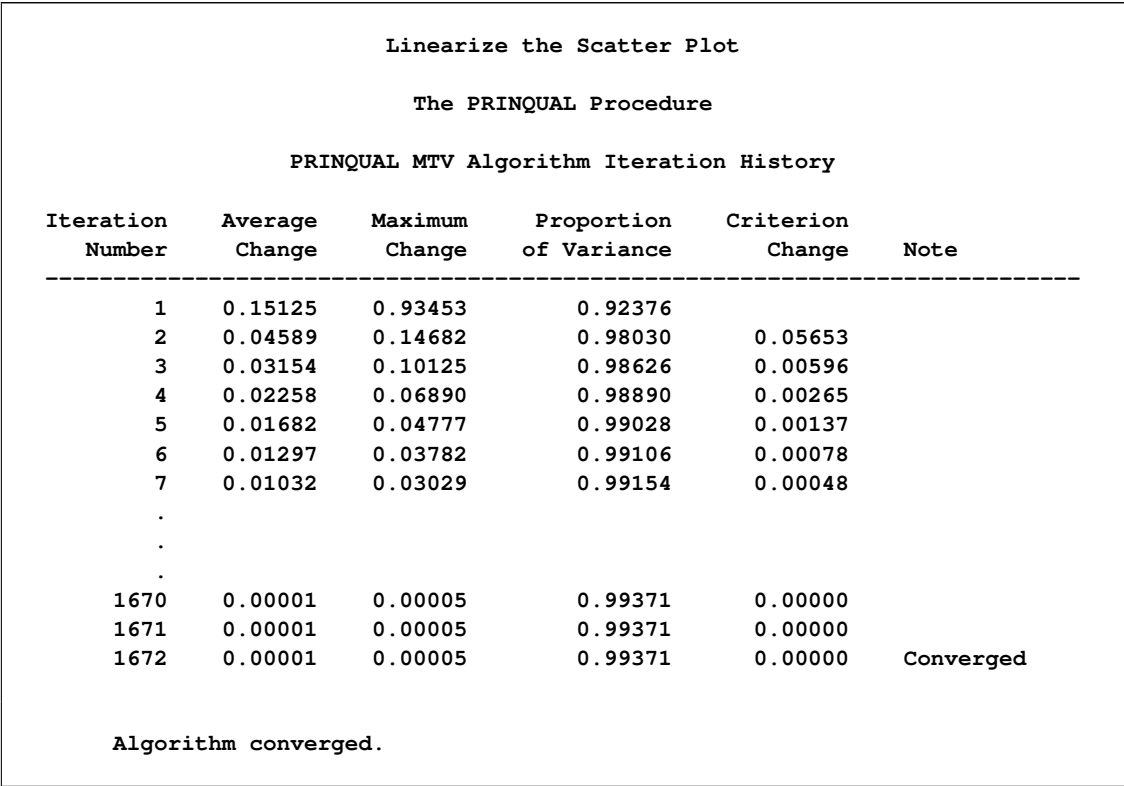 Linearize the Scatter Plot
The PRINQUAL Procedure
PRINQUAL MTV Algorithm Iteration History
Iteration Average Maximum Proportion Criterion
Number Change Change of Variance Change Note
-----------------------------------------------------------------------------
1 0.15125 0.93453 0.92376
2 0.04589 0.14682 0.98030 0.05653
3 0.03154 0.10125 0.98626 0.00596
4 0.02258 0.06890 0.98890 0.00265
5 0.01682 0.04777 0.99028 0.00137
6 0.01297 0.03782 0.99106 0.00078
7 0.01032 0.03029 0.99154 0.00048
.
.
.
1670 0.00001 0.00005 0.99371 0.00000
1671 0.00001 0.00005 0.99371 0.00000
1672 0.00001 0.00005 0.99371 0.00000 Converged
Algorithm converged.